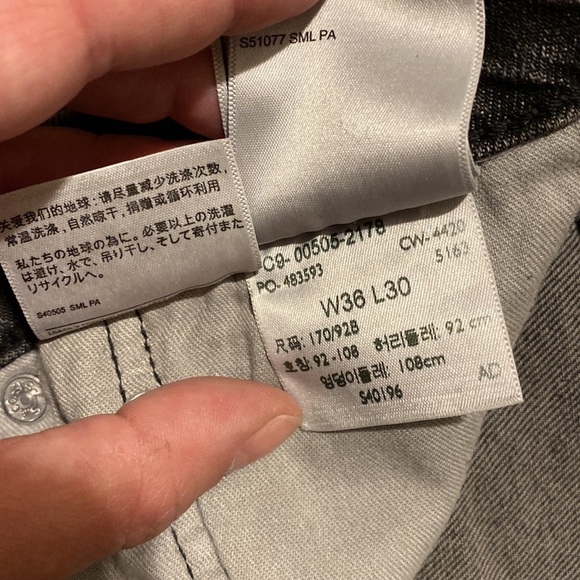 S51077 SML PA
关爱我们的地球:请尽量减少洗涤次数,
常温洗涤,自然晾干,捐赠或循环利用
私たちの地球の為に。必要以上の洗濯
は避け、水で、吊り干し、そして寄付また
リサイクルへ。
S40505 SML PA
C9-00505-2178 CW-4420
PO-483593 5163
W36 L30
尺码: 170/92B
호칭: 92-108 허리둘레: 92 cm
엉덩이둘레: 108cm
S40196 AD